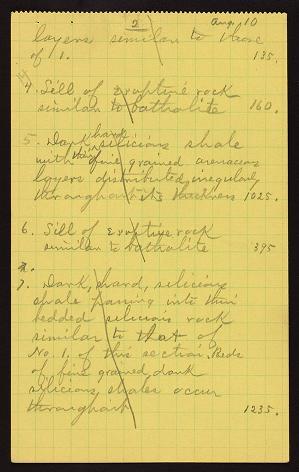 2 Aug, 10
layers similar to those
of 1. 135.
4. Sill of eruptive rock
similar to batholite 160.
5. Dark, hard silicious shale
with thin fine grained arenaceous
layers distributed irregularly
throughout its thickness 1025.
6. Sill of eruptive rock
similar to batholite 395
7. Dark, hard, silicious
shale passing into thin
bedded silicious rock
similar to that of
No. 1. of this section. Beds
of fine grained dark
silicious shales occur
throughout 1235.